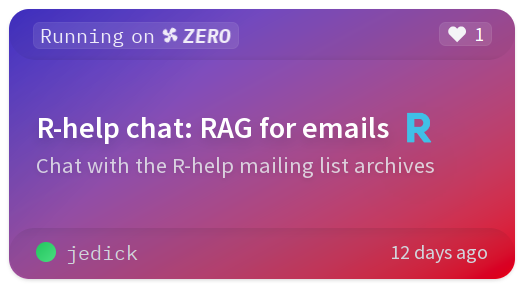 Running on ZERO
1
R-help chat: RAG for emails R
Chat with the R-help mailing list archives
jedick
12 days ago